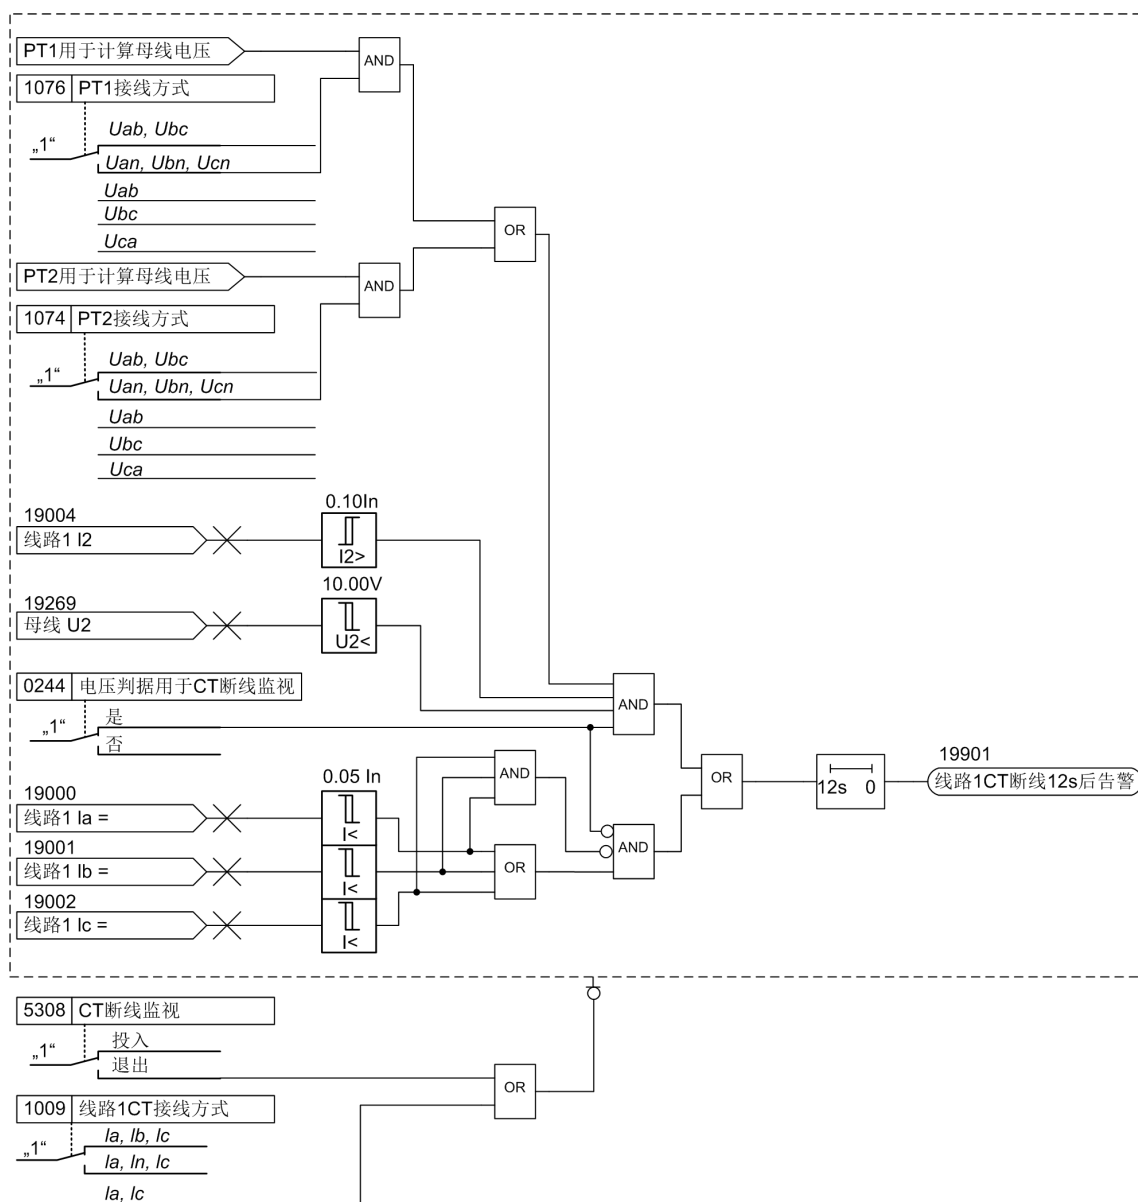 PT1用于计算母线电压
AND
1076 PT1接线方式
Uab, Ubc
„1“
Uan, Ubn, Ucn
Uab
Ubc
OR
Uca
PT2用于计算母线电压
AND
1074 PT2接线方式
Uab, Ubc
„1“
Uan, Ubn, Ucn
Uab
Ubc
Uca
0.10In
19004
线路1 I2
I2>
10.00V
19269
母线 U2
U2<
0244 电压判据用于CT断线监视
是
„1“
否
AND
OR
19901
线路1CT断线12s后告警
12s 0
AND
0.05 In
19000
线路1 Ia =
I<
19001
线路1 Ib =
I<
OR
AND
19002
线路1 Ic =
I<
5308 CT断线监视
投入
„1“
退出
OR
1009 线路1CT接线方式
Ia, Ib, Ic
„1“
Ia, In, Ic
Ia, Ic